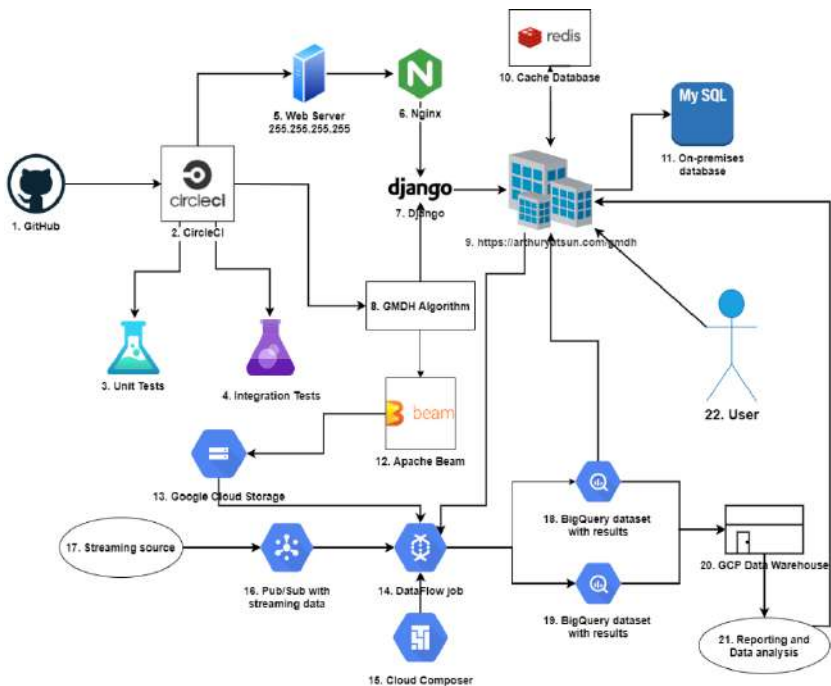 redis
10. Cache Database
N
5. Web Server
255.255.255.255
6. Nginx
My SQL
11. On-premises
database
circleci
1. GitHub
2. CircleCI
django
7. Django
9. https://arthuryatsun.com/gmdh
8. GMDH Algorithm
3. Unit Tests
4. Integration Tests
22. User
beam
12. Apache Beam
13. Google Cloud Storage
17. Streaming source
16. Pub/Sub with
streaming data
14. DataFlow job
18. BigQuery dataset
with results
20. GCP Data Warehouse
19. BigQuery dataset
with results
21. Reporting and
Data analysis
15. Cloud Composer